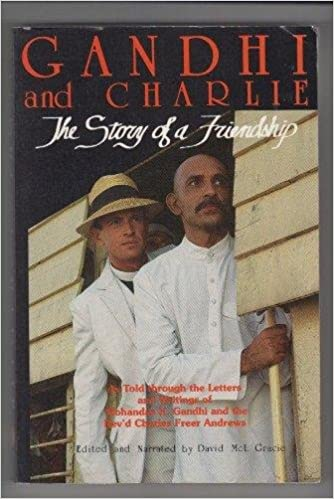 GANDHI
and CHARLIE
The Story of a Friendship
As Told through the Letters
and Writings of
Mohandas K. Gandhi and the
Rev'd Charles Freer Andrews
Edited and Narrated by David McI. Gracie